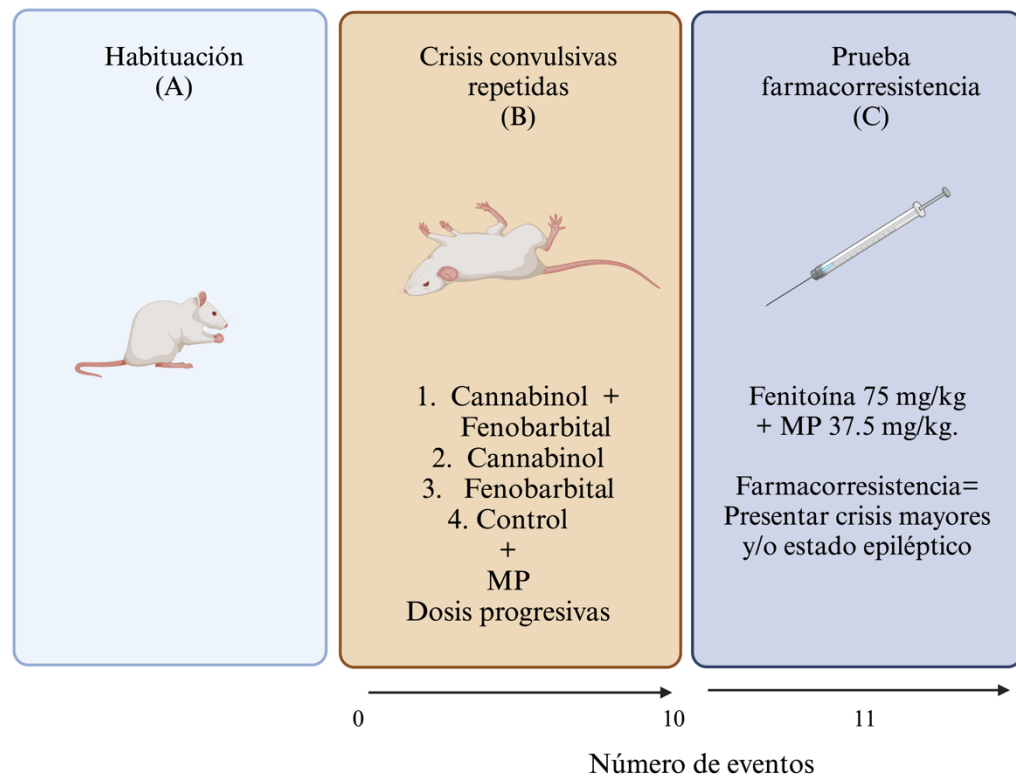 Habituación
(A)
Crisis convulsivas
repetidas
(B)
1. Cannabinol +
Fenobarbital
2. Cannabinol
3. Fenobarbital
4. Control
+
MP
Dosis progresivas
Prueba
farmacorresistencia
(C)
Fenitoína 75 mg/kg
+ MP 37.5 mg/kg.
Farmacorresistencia=
Presentar crisis mayores
y/o estado epiléptico
0
10
11
Número de eventos